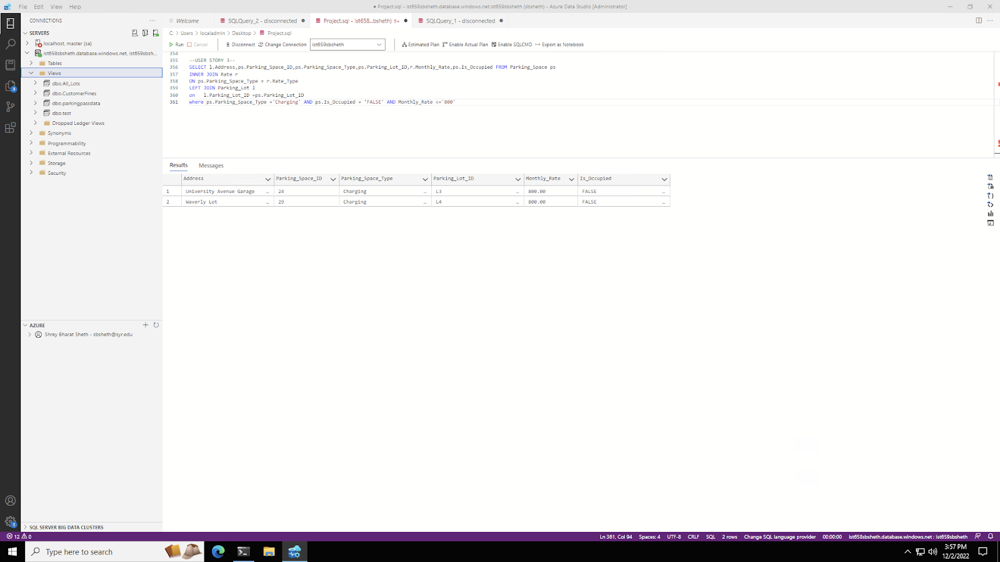 File Edit View Help
● Project.sql - ist658sbsheth.database.windows.net.ist659sbsheth (sbsheth) - Azure Data Studio [Administrator]
CONNECTIONS
Welcome
SQLQuery_2 - disconnected
Project.sql - ist658...bsheth) 9+
SQLQuery_1 - disconnected
SERVERS
C: > Users > localadmin > Desktop > Project.sql
localhost, master (sa)
ist658sbsheth.database.windows.net, ist659sbsh...
Tables
Views
dbo.All_Lots
dbo.CustomerFines
dbo.parkingpassdata
dbo.test
Dropped Ledger Views
Synonyms
Programmability
External Resources
Storage
Security
Run Cancel Disconnect Change Connection ist659sbsheth Estimated Plan Enable Actual Plan Enable SQLCMD Export as Notebook
354
355 --USER STORY 3--
356 SELECT l.Address,ps.Parking_Space_ID,ps.Parking_Space_Type,ps.Parking_Lot_ID,r.Monthly_Rate,ps.Is_Occupied FROM Parking_Space ps
357 INNER JOIN Rate r
358 ON ps.Parking_Space_Type = r.Rate_Type
359 LEFT JOIN Parking_Lot l
360 on l.Parking_Lot_ID =ps.Parking_Lot_ID
361 where ps.Parking_Space_Type ='Charging' AND ps.Is_Occupied = 'FALSE' AND Monthly_Rate <='800'
Results Messages
Address Parking_Space_ID Parking_Space_Type Parking_Lot_ID Monthly_Rate Is_Occupied
1 University Avenue Garage … 24 Charging … L3 … 800.00 FALSE …
2 Waverly Lot … 29 Charging … L4 … 800.00 FALSE …
AZURE
Shrey Bharat Sheth - sbsheth@syr.edu
SQL SERVER BIG DATA CLUSTERS
3
1
12 0
Ln 361, Col 94 Spaces: 4 UTF-8 CRLF SQL 2 rows Change SQL language provider 00:00:00 ist658sbsheth.database.windows.net : ist659sbsheth
Type here to search
3:57 PM
12/2/2022